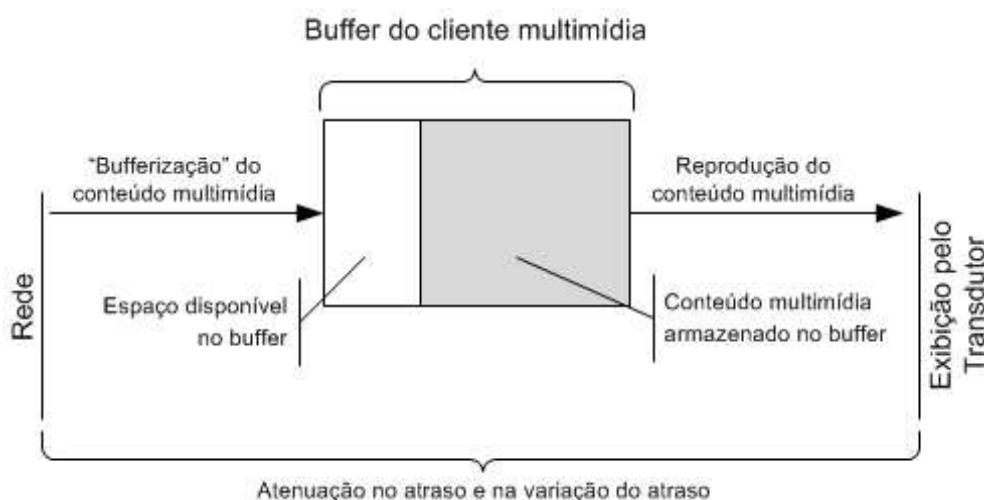 Buffer do cliente multimídia
"Bufferização" do
conteúdo multimídia
Reprodução do
conteúdo multimídia
Rede
Espaço disponível
no buffer
Conteúdo multimídia
armazenado no buffer
Exibição pelo
Transdutor
Atenuação no atraso e na variação do atraso